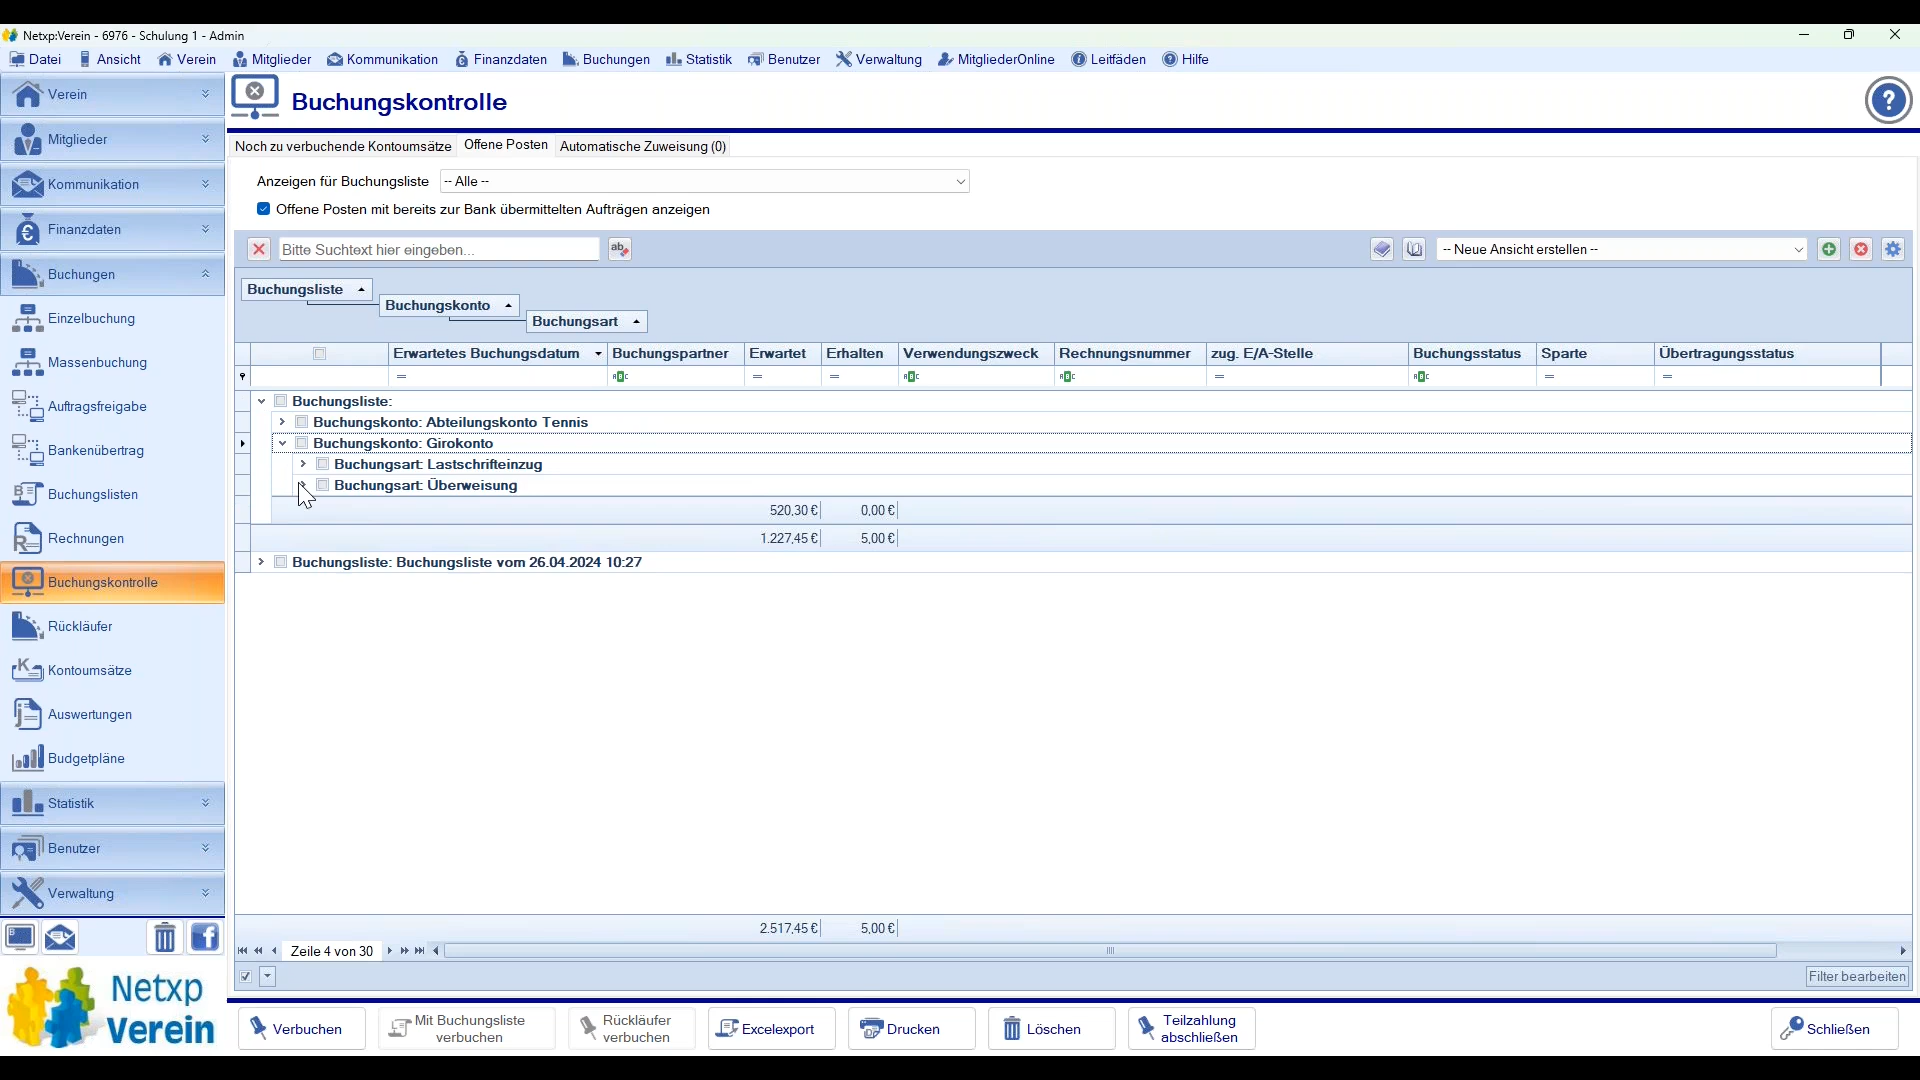 Netxp:Verein - 6976 - Schulung 1 - Admin
Datei Ansicht Verein Mitglieder Kommunikation Finanzdaten Buchungen Statistik Benutzer Verwaltung MitgliederOnline Leitfäden Hilfe
Verein
Mitglieder
Kommunikation
Finanzdaten
Buchungen
Einzelbuchung
Massenbuchung
Auftragsfreigabe
Bankenübertrag
Buchungslisten
Rechnungen
Buchungskontrolle
Rückläufer
Kontoumsätze
Auswertungen
Budgetpläne
Statistik
Benutzer
Verwaltung
Netxp
Verein
Buchungskontrolle
Noch zu verbuchende Kontoumsätze Offene Posten Automatische Zuweisung (0)
Anzeigen für Buchungsliste -- Alle --
Offene Posten mit bereits zur Bank übermittelten Aufträgen anzeigen
Bitte Suchtext hier eingeben... -- Neue Ansicht erstellen --
Buchungsliste
Buchungskonto
Buchungsart
Erwartetes Buchungsdatum Buchungspartner Erwartet Erhalten Verwendungszweck Rechnungsnummer zug. E/A-Stelle Buchungsstatus Sparte Übertragungsstatus
Buchungsliste:
Buchungskonto: Abteilungskonto Tennis
Buchungskonto: Girokonto
Buchungsart: Lastschrifteinzug
Buchungsart: Überweisung
520,30 € 0,00 €
1.227,45 € 5,00 €
Buchungsliste: Buchungsliste vom 26.04.2024 10:27
2.517,45 € 5,00 €
Zeile 4 von 30
Filter bearbeiten
Verbuchen
Mit Buchungsliste
verbuchen
Rückläufer
verbuchen
Excelexport
Drucken
Löschen
Teilzahlung
abschließen
Schließen